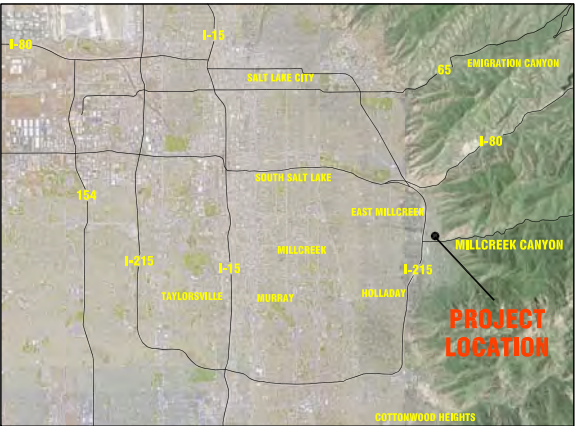 I-15
I-80
65
EMIGRATION CANYON
SALT LAKE CITY
I-80
SOUTH SALT LAKE
154
EAST MILLCREEK
MILLCREEK
MILLCREEK CANYON
I-215
I-15
I-215
TAYLORSVILLE
MURRAY
HOLLADAY
PROJECT
LOCATION
COTTONWOOD HEIGHTS